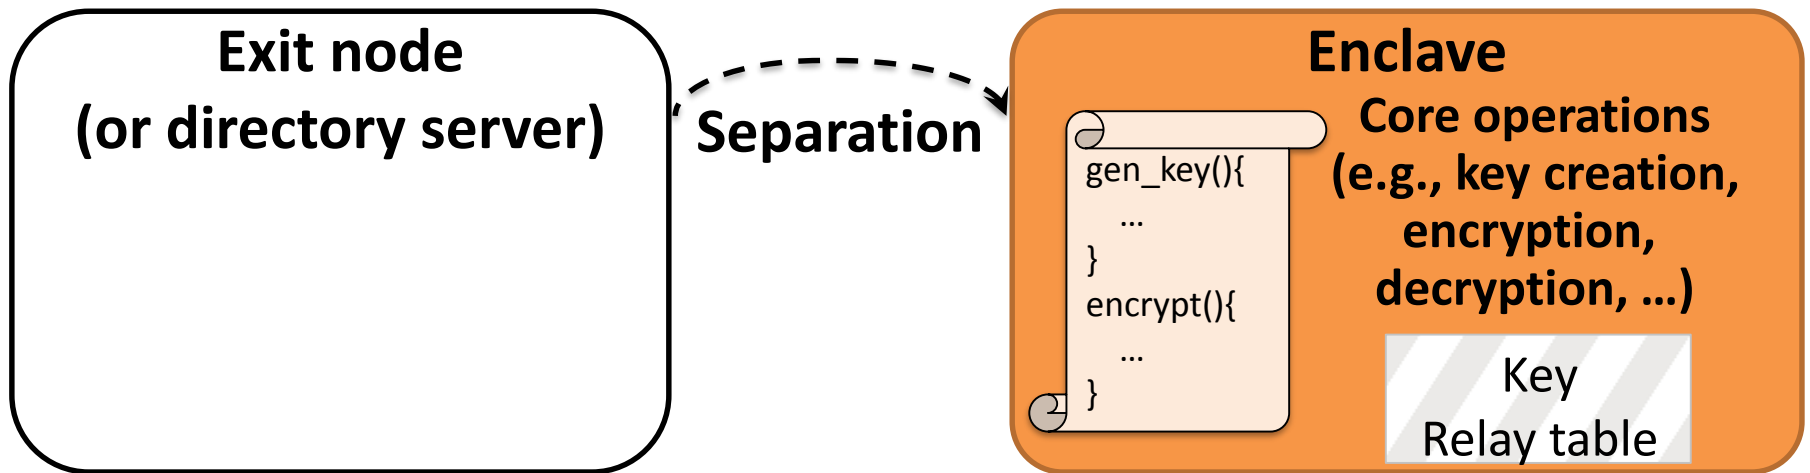 Exit node
(or directory server)
Separation
Enclave
Core operations
(e.g., key creation,
encryption,
decryption, ...)
gen_key(){
...
}
encrypt(){
...
}
Key
Relay table